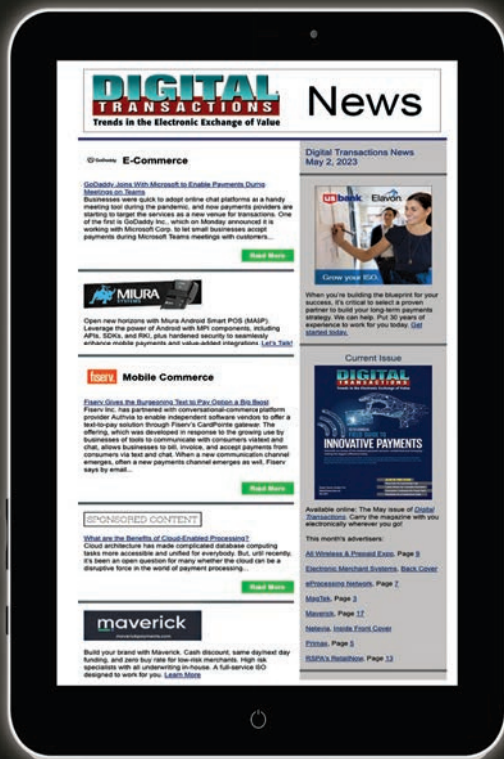 DIGITAL
TRANSACTIONS
Trends in the Electronic Exchange of Value
News
GoDaddy E-Commerce
GoDaddy Joins With Microsoft to Enable Payments During
Meetings on Teams
Businesses were quick to adopt online chat platforms as a handy
meeting tool during the pandemic, and now payments providers are
starting to target the services as a new venue for transactions. One
of the first is GoDaddy Inc., which on Monday announced it is
working with Microsoft Corp. to let small businesses accept
payments during Microsoft Teams meetings with customers...
Read More
MIURA
SYSTEMS
Open new horizons with Miura Android Smart POS (MASP).
Leverage the power of Android with MPI components, including
APIs, SDKs, and RKI, plus hardened security to seamlessly
enhance mobile payments and value-added integrations. Let's Talk!
fiserv. Mobile Commerce
Fiserv Gives the Burgeoning Text to Pay Option a Big Boost
Fiserv Inc. has partnered with conversational-commerce platform
provider Authvia to enable independent software vendors to offer a
text-to-pay solution through Fiserv's CardPointe gateway. The
offering, which was developed in response to the growing use by
businesses of tools to communicate with consumers viatext and
chat, allows businesses to bill, invoice, and accept payments from
consumers via text and chat. When a new communication channel
emerges, often a new payments channel emerges as well, Fiserv
says by email...
Read More
SPONSORED CONTENT
What are the Benefits of Cloud-Enabled Processing?
Cloud architecture has made complicated database computing
tasks more accessible and unified for everybody. But, until recently,
it's been an open question for many whether the cloud can be a
disruptive force in the world of payment processing...
Read More
maverick
maverickpayments.com
Build your brand with Maverick. Cash discount, same day/next day
funding, and zero buy rate for low-risk merchants. High risk
specialists with all underwriting in-house. A full-service ISO
designed to work for you. Learn More
Digital Transactions News
May 2, 2023
usbank. Elavon
Grow your ISO.
When you're building the blueprint for your
success, it's critical to select a proven
partner to build your long-term payments
strategy. We can help. Put 30 years of
experience to work for you today. Get
started today.
Current Issue
DIGITAL
TRANSACTIONS
Trends in the Electronic Exchange of Value
INNOVATIVE PAYMENTS
Available online: The May issue of Digital
Transactions. Carry the magazine with you
electronically wherever you go!
This month's advertisers:
All Wireless & Prepaid Expo, Page 9
Electronic Merchant Systems, Back Cover
eProcessing Network, Page 7
MagTek, Page 3
Maverick, Page 17
Netevia, Inside Front Cover
Primax, Page 5
RSPA's RetailNow, Page 13